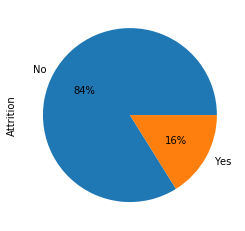 No
84%
Attrition
16%
Yes